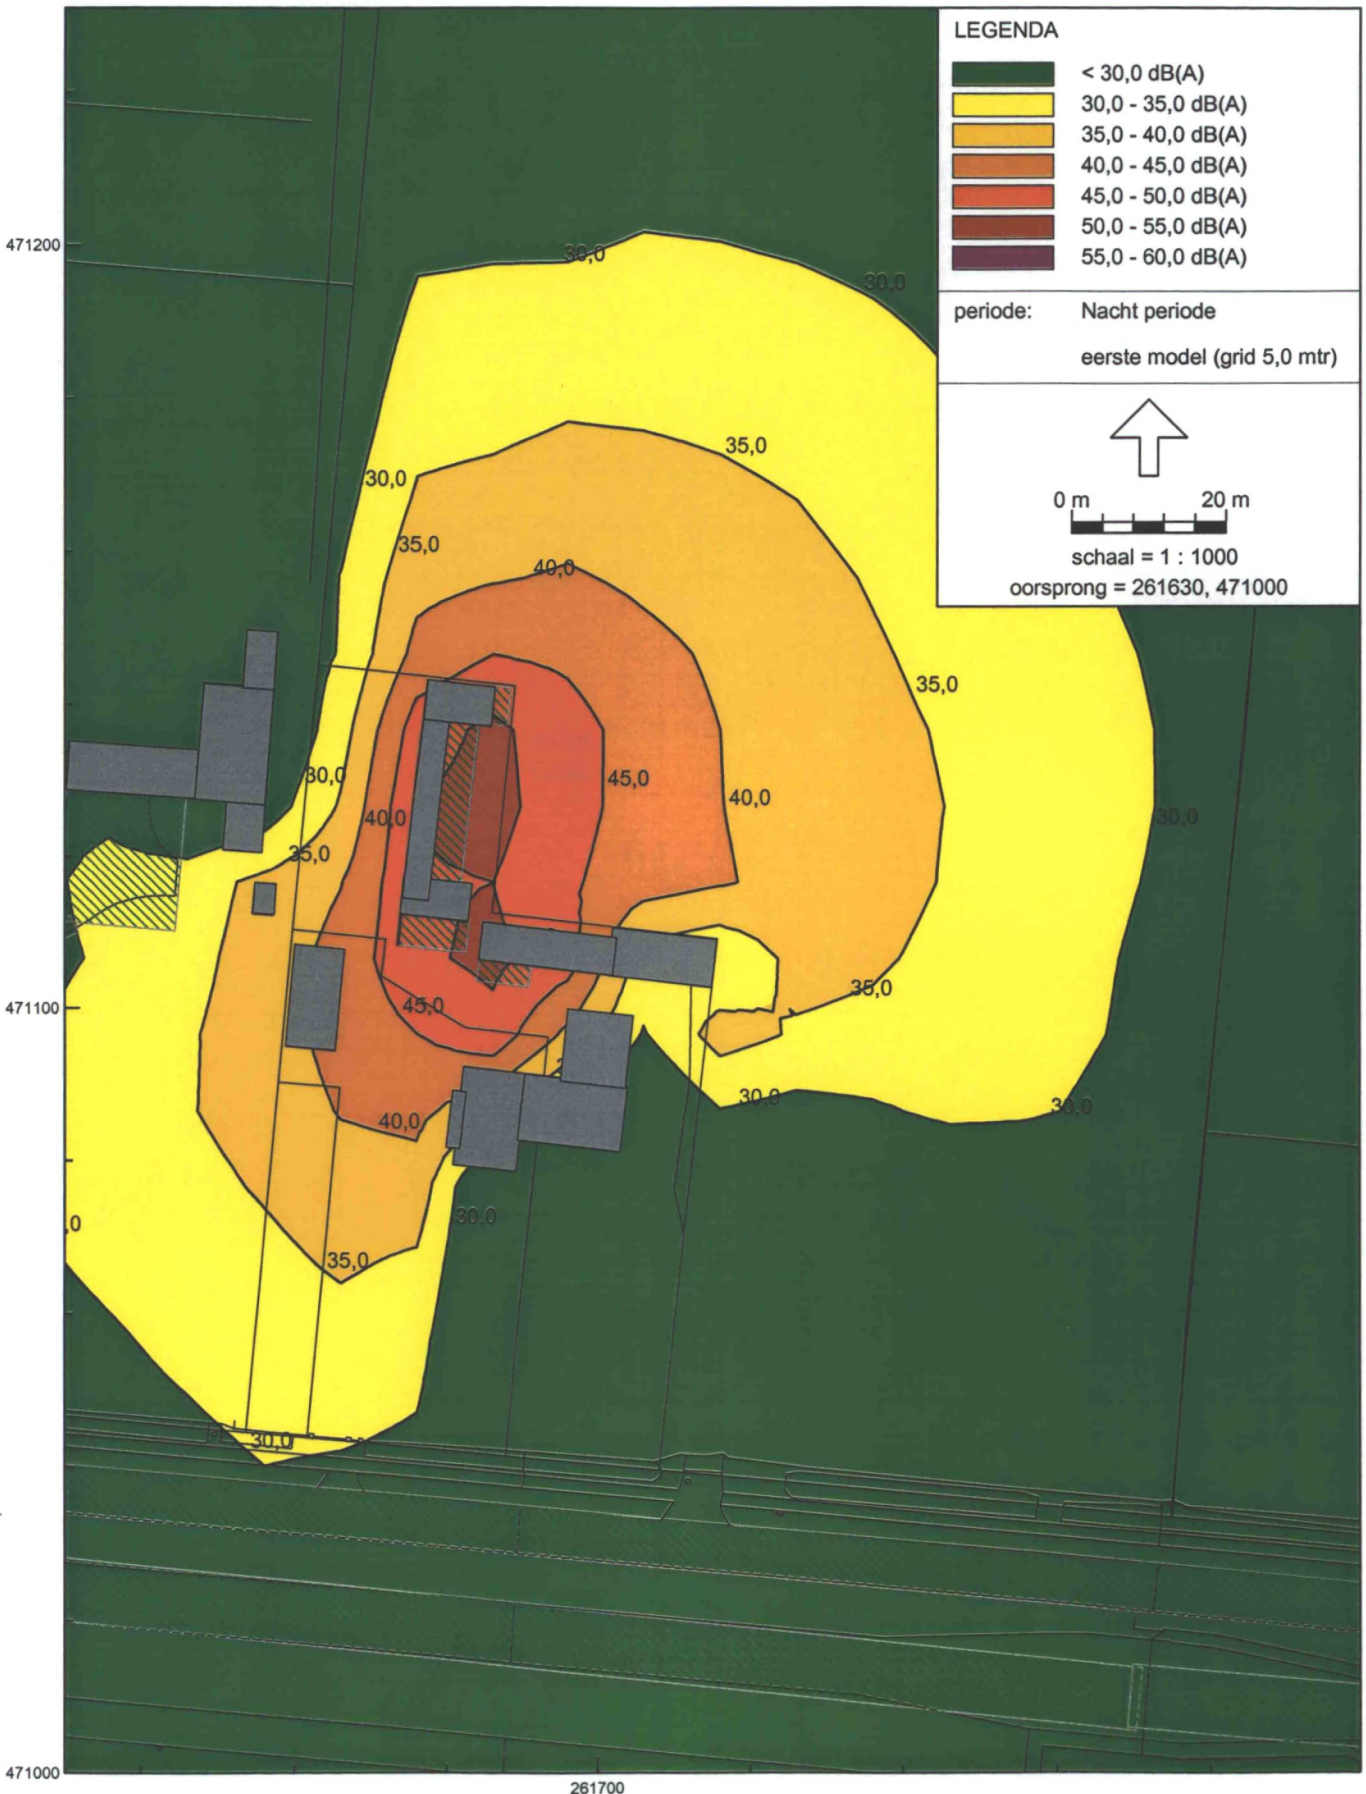 LEGENDA
< 30,0 dB(A)
30,0 - 35,0 dB(A)
35,0 - 40,0 dB(A)
40,0 - 45,0 dB(A)
45,0 - 50,0 dB(A)
50,0 - 55,0 dB(A)
55,0 - 60,0 dB(A)
periode: Nacht periode
eerste model (grid 5,0 mtr)
0 m 20 m
schaal = 1 : 1000
oorsprong = 261630, 471000
471200
30,0
30,0
35,0
30,0
35,0
40,0
35,0
30,0
45,0
40,0
40,0
30,0
35,0
35,0
471100
45,0
30,0
30,0
40,0
30,0
,0
35,0
30,0
471000
261700